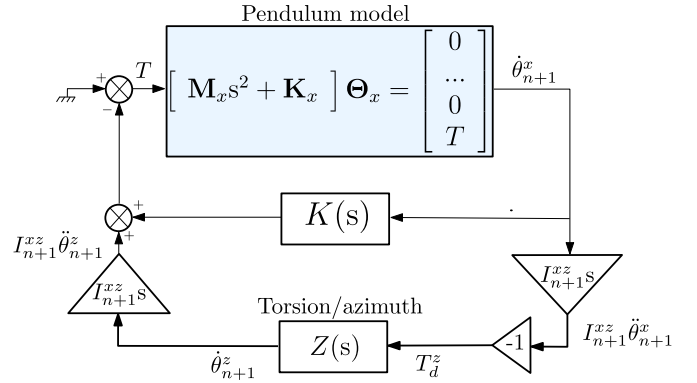 Pendulum model
+
T
−
[ M_x s² + K_x ] Θ_x = [ 0 ... 0 T ]
θ̇^x_{n+1}
+
+
K(s)
I^{xz}_{n+1} θ̈^z_{n+1}
I^{xz}_{n+1} s
I^{xz}_{n+1} s
Torsion/azimuth
Z(s)
-1
I^{xz}_{n+1} θ̈^x_{n+1}
θ̇^z_{n+1}
T^z_d